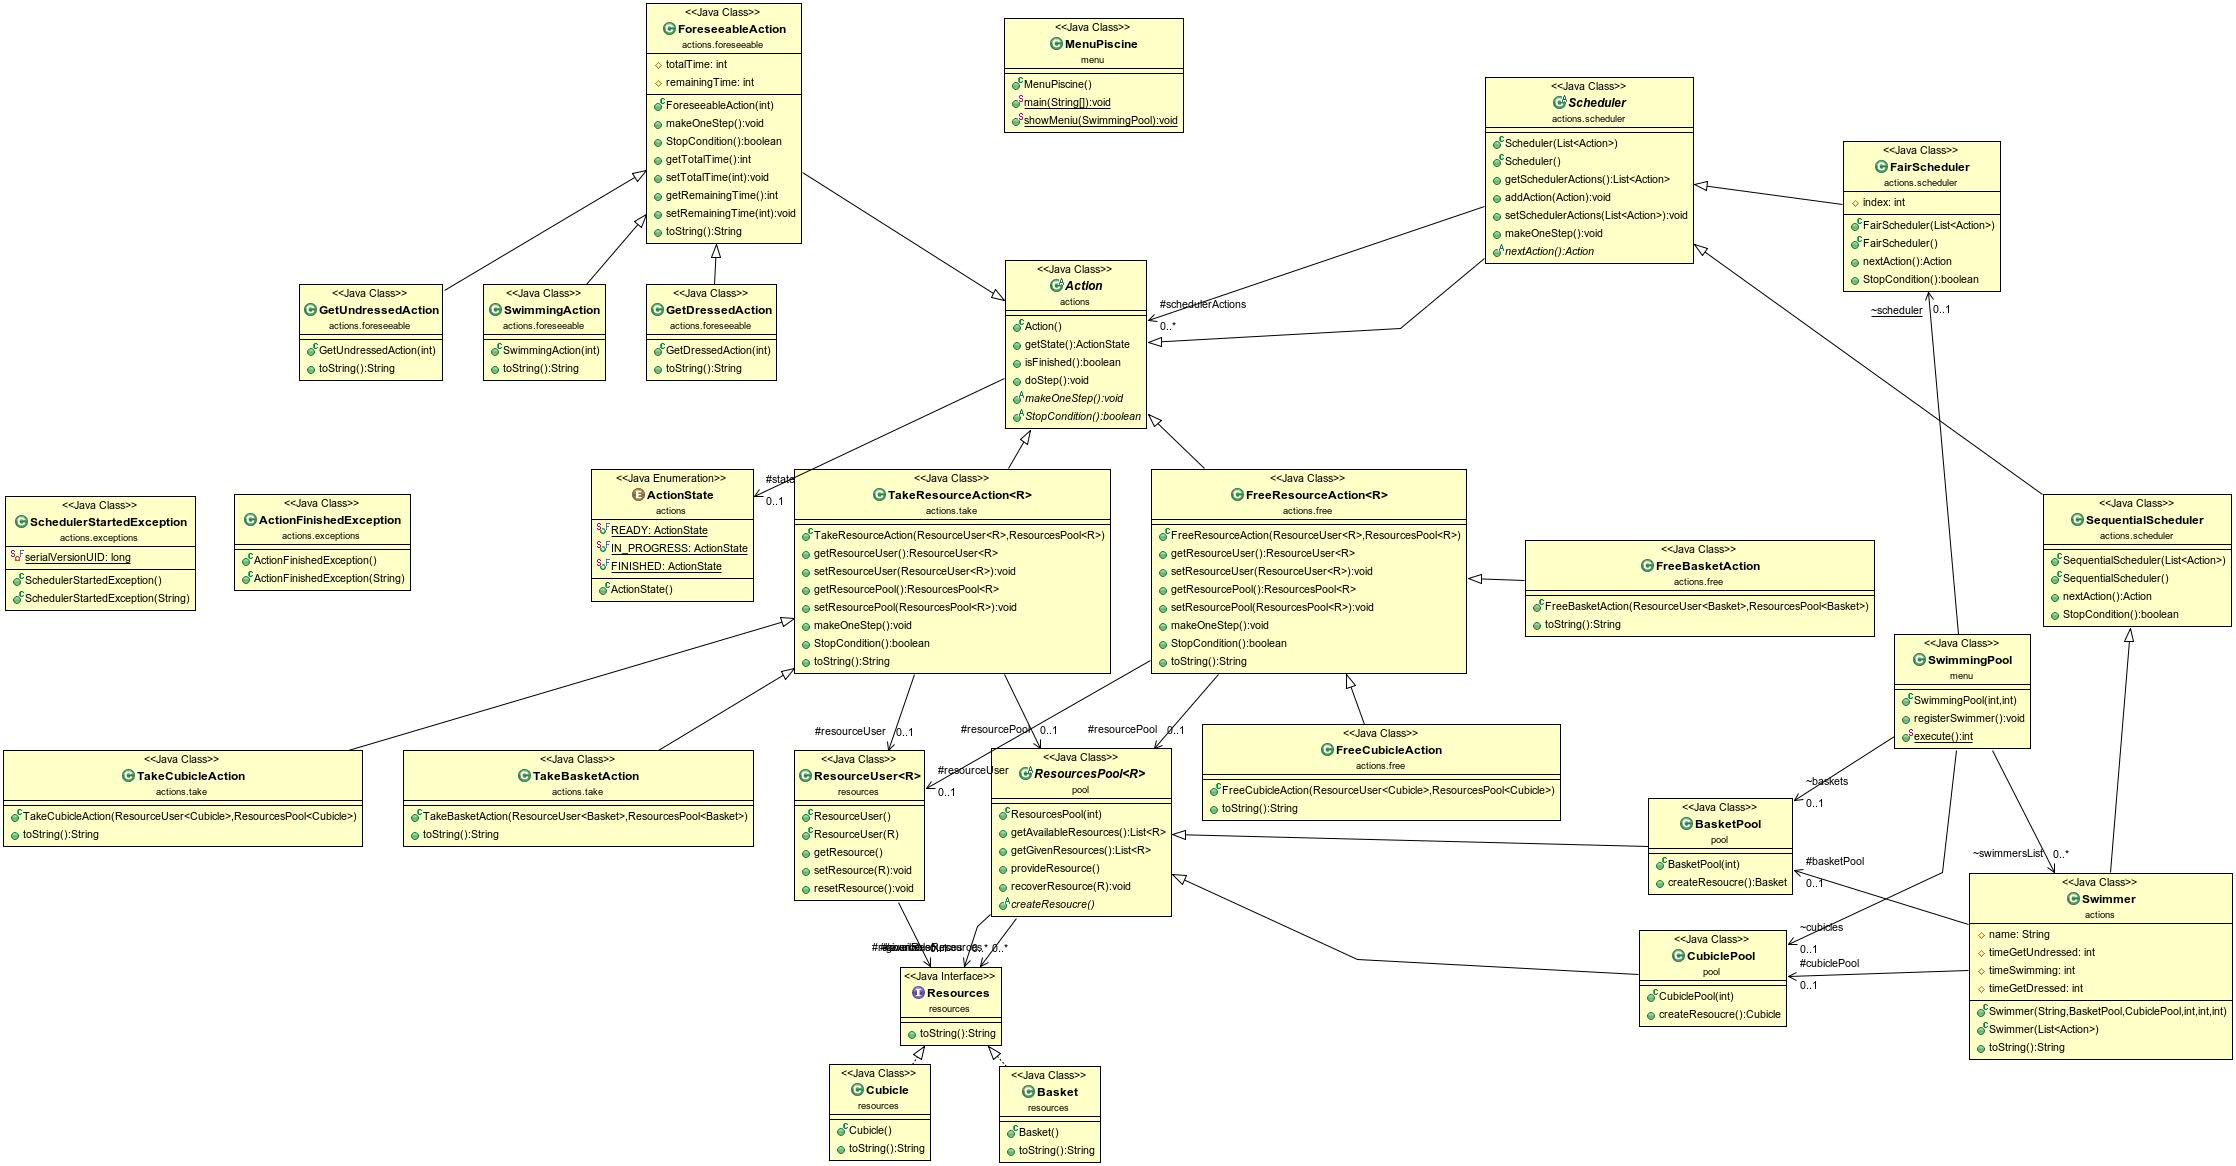 <<Java Class>>
ForeseeableAction
actions.foreseeable
totalTime: int
remainingTime: int
ForeseeableAction(int)
makeOneStep():void
StopCondition():boolean
getTotalTime():int
setTotalTime(int):void
getRemainingTime():int
setRemainingTime(int):void
toString():String
<<Java Class>>
MenuPiscine
menu
MenuPiscine()
main(String[]):void
showMeniu(SwimmingPool):void
<<Java Class>>
Scheduler
actions.scheduler
Scheduler(List<Action>)
Scheduler()
getSchedulerActions():List<Action>
addAction(Action):void
setSchedulerActions(List<Action>):void
makeOneStep():void
nextAction():Action
<<Java Class>>
FairScheduler
actions.scheduler
index: int
FairScheduler(List<Action>)
FairScheduler()
nextAction():Action
StopCondition():boolean
<<Java Class>>
GetUndressedAction
actions.foreseeable
GetUndressedAction(int)
toString():String
<<Java Class>>
SwimmingAction
actions.foreseeable
SwimmingAction(int)
toString():String
<<Java Class>>
GetDressedAction
actions.foreseeable
GetDressedAction(int)
toString():String
<<Java Class>>
Action
actions
Action()
getState():ActionState
isFinished():boolean
doStep():void
makeOneStep():void
StopCondition():boolean
#schedulerActions
0..*
~scheduler
0..1
<<Java Class>>
SchedulerStartedException
actions.exceptions
serialVersionUID: long
SchedulerStartedException()
SchedulerStartedException(String)
<<Java Class>>
ActionFinishedException
actions.exceptions
ActionFinishedException()
ActionFinishedException(String)
<<Java Enumeration>>
ActionState
actions
READY: ActionState
IN_PROGRESS: ActionState
FINISHED: ActionState
ActionState()
#state
0..1
<<Java Class>>
TakeResourceAction<R>
actions.take
TakeResourceAction(ResourceUser<R>,ResourcesPool<R>)
getResourceUser():ResourceUser<R>
setResourceUser(ResourceUser<R>):void
getResourcePool():ResourcesPool<R>
setResourcePool(ResourcesPool<R>):void
makeOneStep():void
StopCondition():boolean
toString():String
<<Java Class>>
FreeResourceAction<R>
actions.free
FreeResourceAction(ResourceUser<R>,ResourcesPool<R>)
getResourceUser():ResourceUser<R>
setResourceUser(ResourceUser<R>):void
getResourcePool():ResourcesPool<R>
setResourcePool(ResourcesPool<R>):void
makeOneStep():void
StopCondition():boolean
toString():String
<<Java Class>>
FreeBasketAction
actions.free
FreeBasketAction(ResourceUser<Basket>,ResourcesPool<Basket>)
toString():String
<<Java Class>>
SequentialScheduler
actions.scheduler
SequentialScheduler(List<Action>)
SequentialScheduler()
nextAction():Action
StopCondition():boolean
<<Java Class>>
SwimmingPool
menu
SwimmingPool(int,int)
registerSwimmer():void
execute():int
<<Java Class>>
TakeCubicleAction
actions.take
TakeCubicleAction(ResourceUser<Cubicle>,ResourcesPool<Cubicle>)
toString():String
<<Java Class>>
TakeBasketAction
actions.take
TakeBasketAction(ResourceUser<Basket>,ResourcesPool<Basket>)
toString():String
#resourceUser
0..1
#resourcePool
0..1
#resourcePool
0..1
#resourceUser
0..1
<<Java Class>>
ResourceUser<R>
resources
ResourceUser()
ResourceUser(R)
getResource()
setResource(R):void
resetResource():void
<<Java Class>>
ResourcesPool<R>
pool
ResourcesPool(int)
getAvailableResources():List<R>
getGivenResources():List<R>
provideResource()
recoverResource(R):void
createResoucre()
<<Java Class>>
FreeCubicleAction
actions.free
FreeCubicleAction(ResourceUser<Cubicle>,ResourcesPool<Cubicle>)
toString():String
~baskets
0..1
<<Java Class>>
BasketPool
pool
BasketPool(int)
createResoucre():Basket
#basketPool
0..1
~swimmersList
0..*
~cubicles
0..1
#cubiclePool
0..1
<<Java Class>>
CubiclePool
pool
CubiclePool(int)
createResoucre():Cubicle
<<Java Class>>
Swimmer
actions
name: String
timeGetUndressed: int
timeSwimming: int
timeGetDressed: int
Swimmer(String,BasketPool,CubiclePool,int,int,int)
Swimmer(List<Action>)
toString():String
0..*
<<Java Interface>>
Resources
resources
toString():String
<<Java Class>>
Cubicle
resources
Cubicle()
toString():String
<<Java Class>>
Basket
resources
Basket()
toString():String